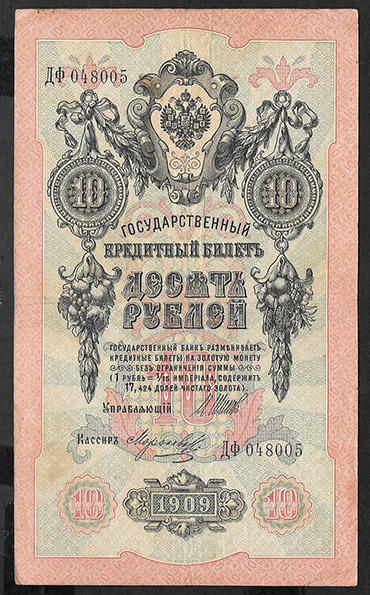 ДФ 048005
10 10
ГОСУДАРСТВЕННЫЙ
КРЕДИТНЫЙ БИЛЕТЪ
ДЕСЯТЬ
РУБЛЕЙ
ГОСУДАРСТВЕННЫЙ БАНКЪ РАЗМѢНИВАЕТЪ
КРЕДИТНЫЕ БИЛЕТЫ НА ЗОЛОТУЮ МОНЕТУ
БЕЗЪ ОГРАНИЧЕНІЯ СУММЫ
(1 РУБЛЬ = 1/15 ИМПЕРІАЛА, СОДЕРЖИТЪ
17,424 ДОЛЕЙ ЧИСТАГО ЗОЛОТА).
Управляющій
10
Кассиръ
ДФ 048005
10 1909 10